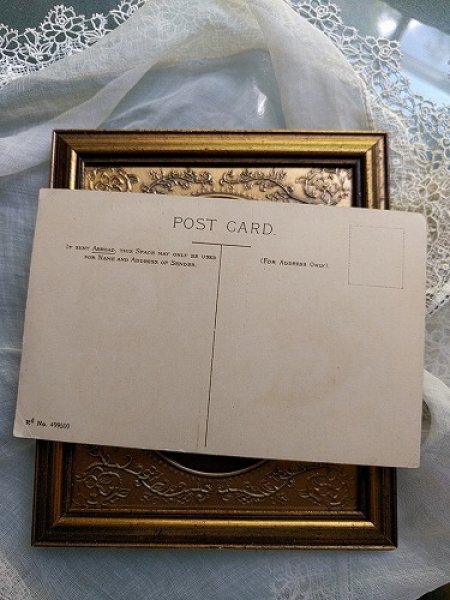 POST CARD.
If sent Abroad, this Space may only be used
for Name and Address of Sender.
(For Address Only).
Rd No. 499500